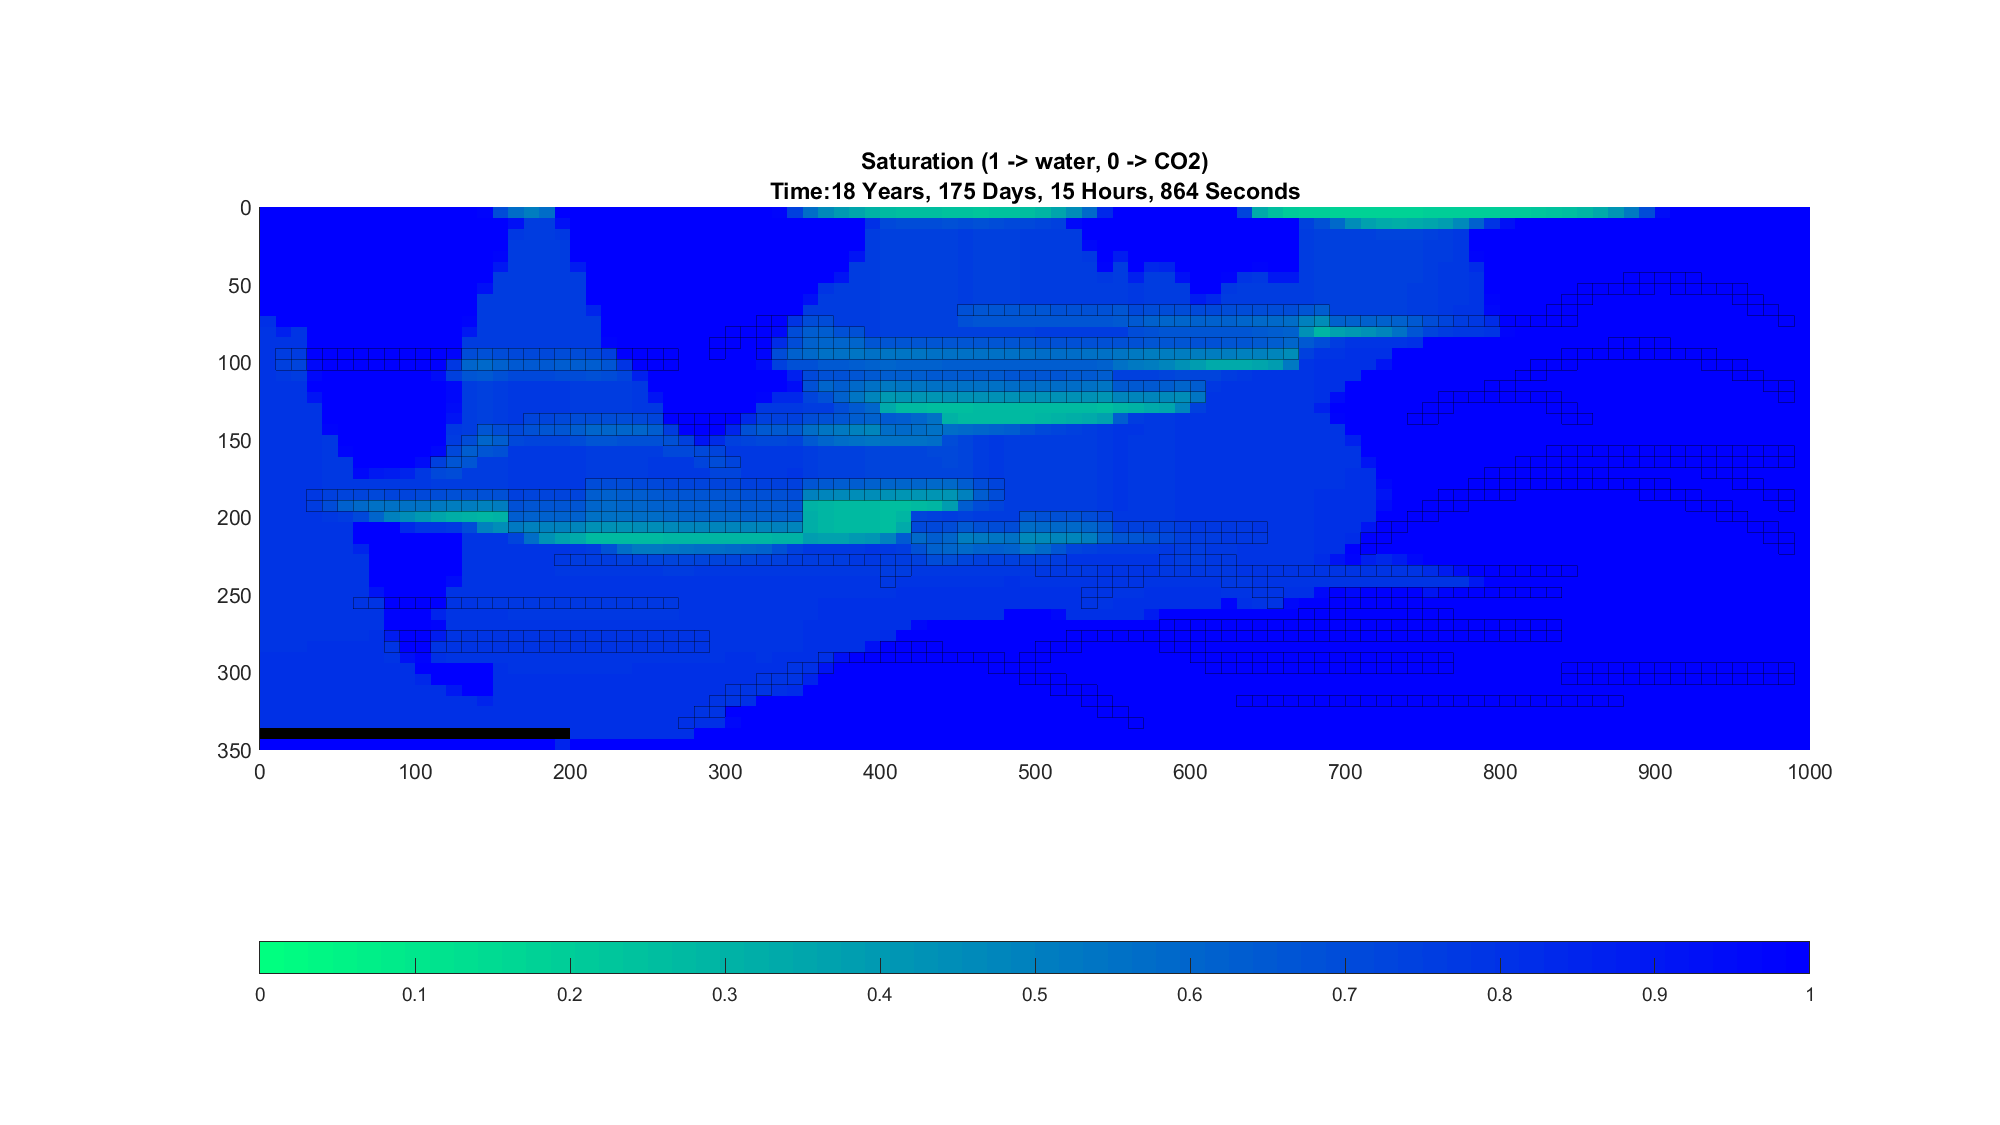 Saturation (1 -> water, 0 -> CO2)
Time:18 Years, 175 Days, 15 Hours, 864 Seconds
0
50
100
150
200
250
300
350
0 100 200 300 400 500 600 700 800 900 1000
0 0.1 0.2 0.3 0.4 0.5 0.6 0.7 0.8 0.9 1